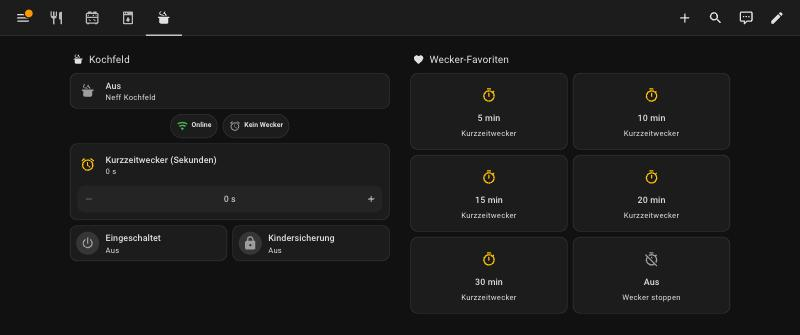 Kochfeld
Aus
Neff Kochfeld
Online
Kein Wecker
Kurzzeitwecker (Sekunden)
0 s
0 s
Eingeschaltet
Aus
Kindersicherung
Aus
Wecker-Favoriten
5 min
Kurzzeitwecker
10 min
Kurzzeitwecker
15 min
Kurzzeitwecker
20 min
Kurzzeitwecker
30 min
Kurzzeitwecker
Aus
Wecker stoppen